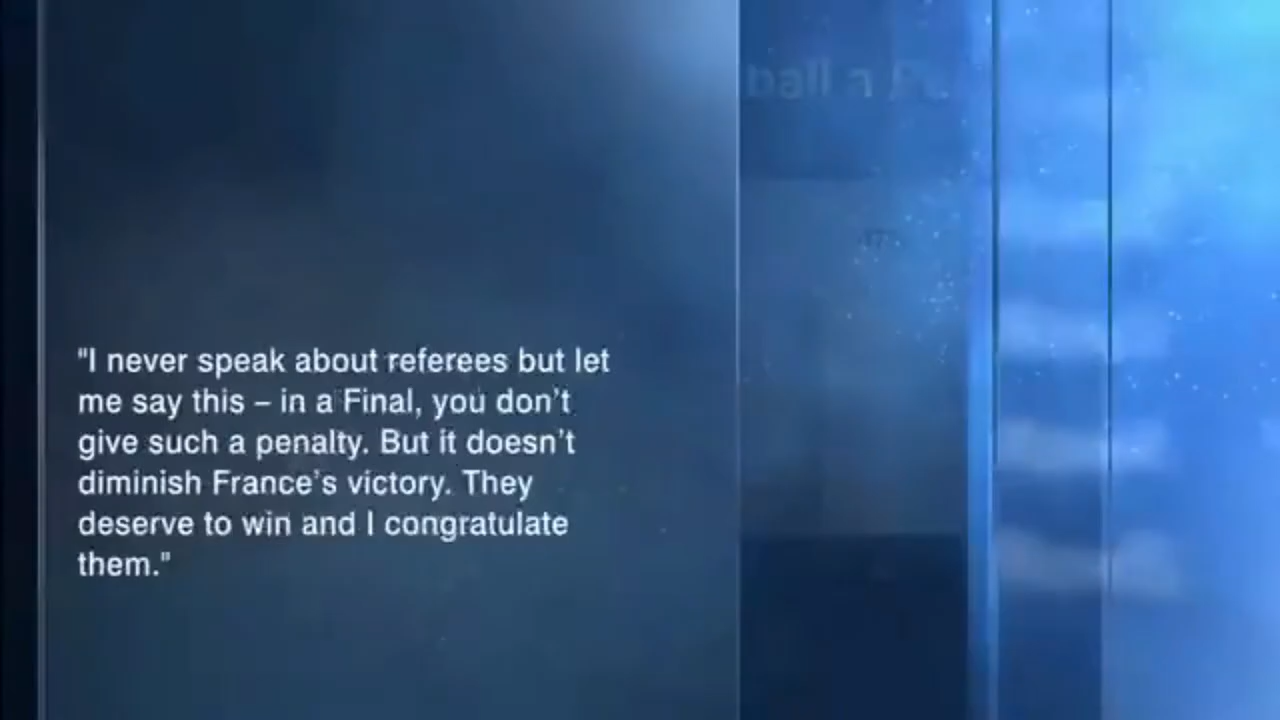 "I never speak about referees but let
me say this – in a Final, you don't
give such a penalty. But it doesn't
diminish France's victory. They
deserve to win and I congratulate
them."